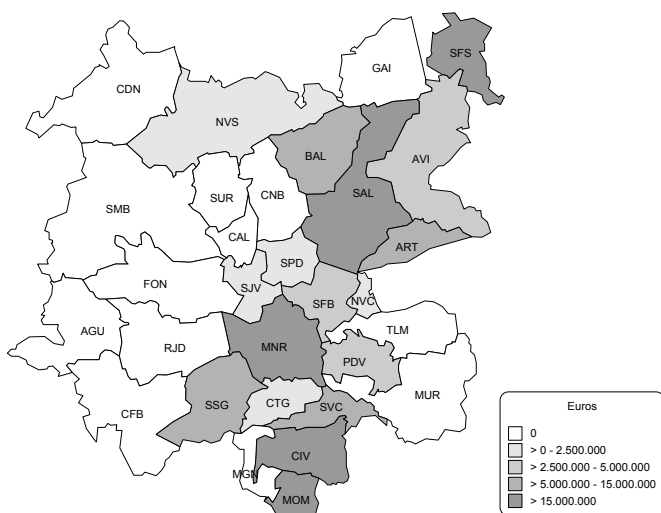 SFS
GAI
CDN
NVS
BAL
AVI
SAL
SUR
CNB
SMB
CAL
ART
SPD
FON
SJV
SFB
NVC
AGU
RJD
MNR
TLM
PDV
MUR
CFB
SSG
CTG
SVC
CIV
MGN
MOM
Euros
0
> 0 - 2.500.000
> 2.500.000 - 5.000.000
> 5.000.000 - 15.000.000
> 15.000.000